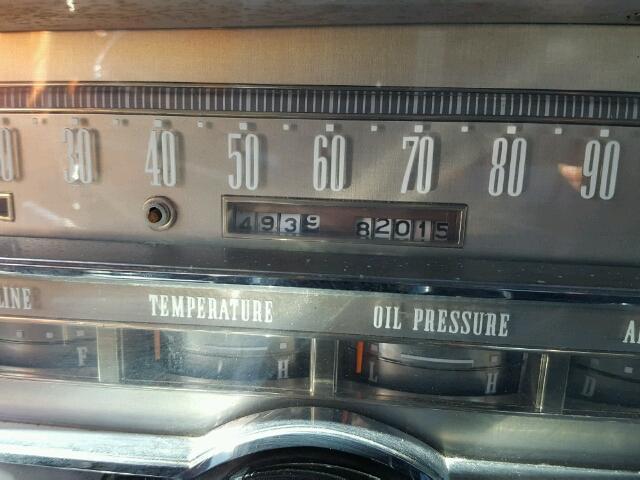 30 40 50 60 70 80 90
4939 82015
LINE TEMPERATURE OIL PRESSURE
F H L H D